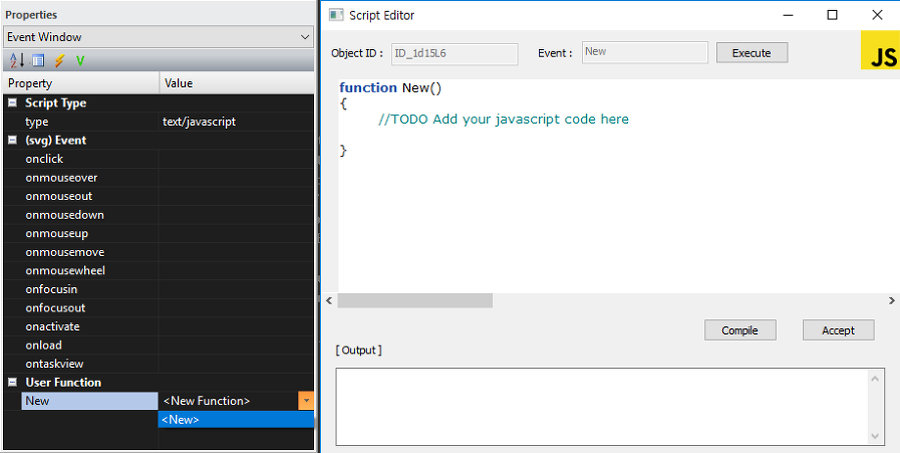 Properties
Event Window
Property Value
Script Type
type text/javascript
(svg) Event
onclick
onmouseover
onmouseout
onmousedown
onmouseup
onmousemove
onmousewheel
onfocusin
onfocusout
onactivate
onload
ontaskview
User Function
New <New Function>
<New>
Script Editor
Object ID : ID_1d15L6 Event : New Execute
JS
function New()
{
//TODO Add your javascript code here
}
Compile Accept
[ Output ]